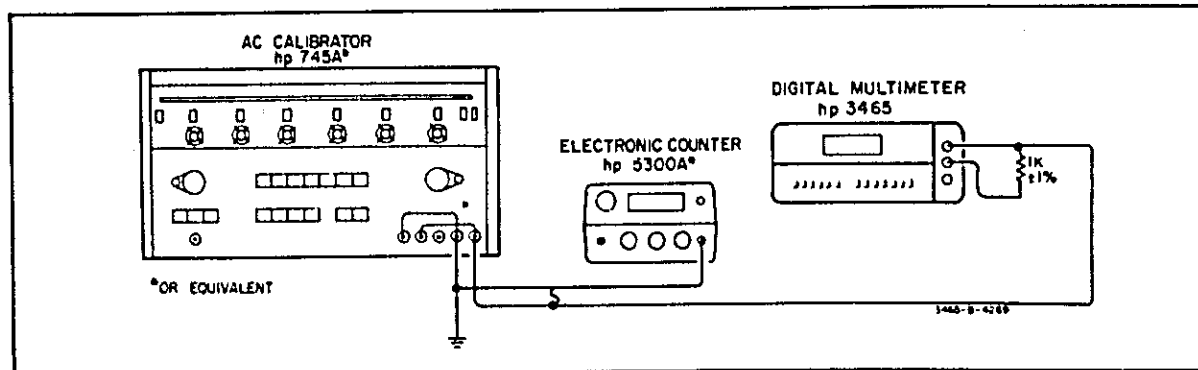 AC CALIBRATOR
hp 745A*
DIGITAL MULTIMETER
hp 3465
ELECTRONIC COUNTER
hp 5300A*
1K
±1%
*
*OR EQUIVALENT